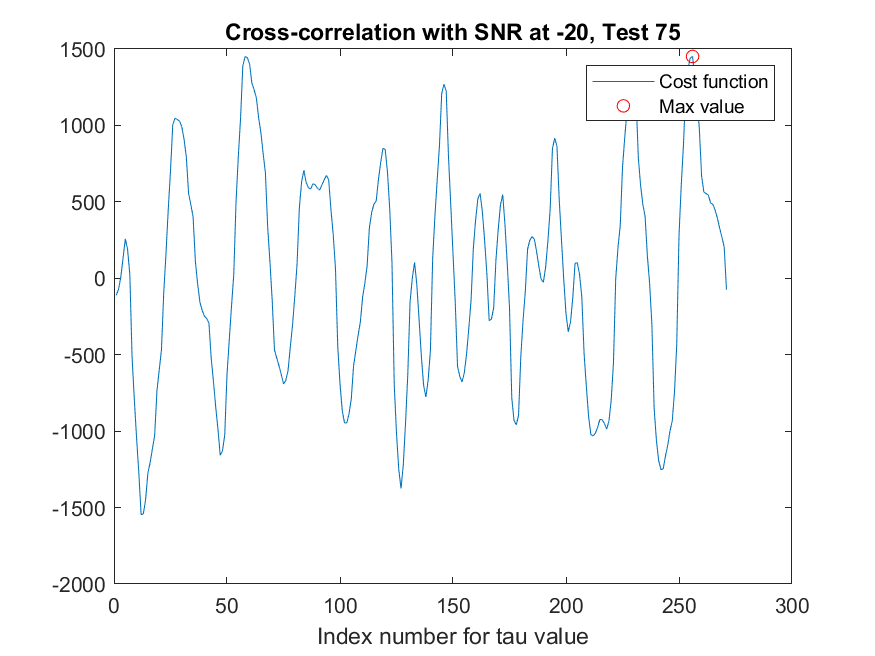 Cross-correlation with SNR at -20, Test 75
1500
1000
500
0
-500
-1000
-1500
-2000
Cost function
Max value
0 50 100 150 200 250 300
Index number for tau value